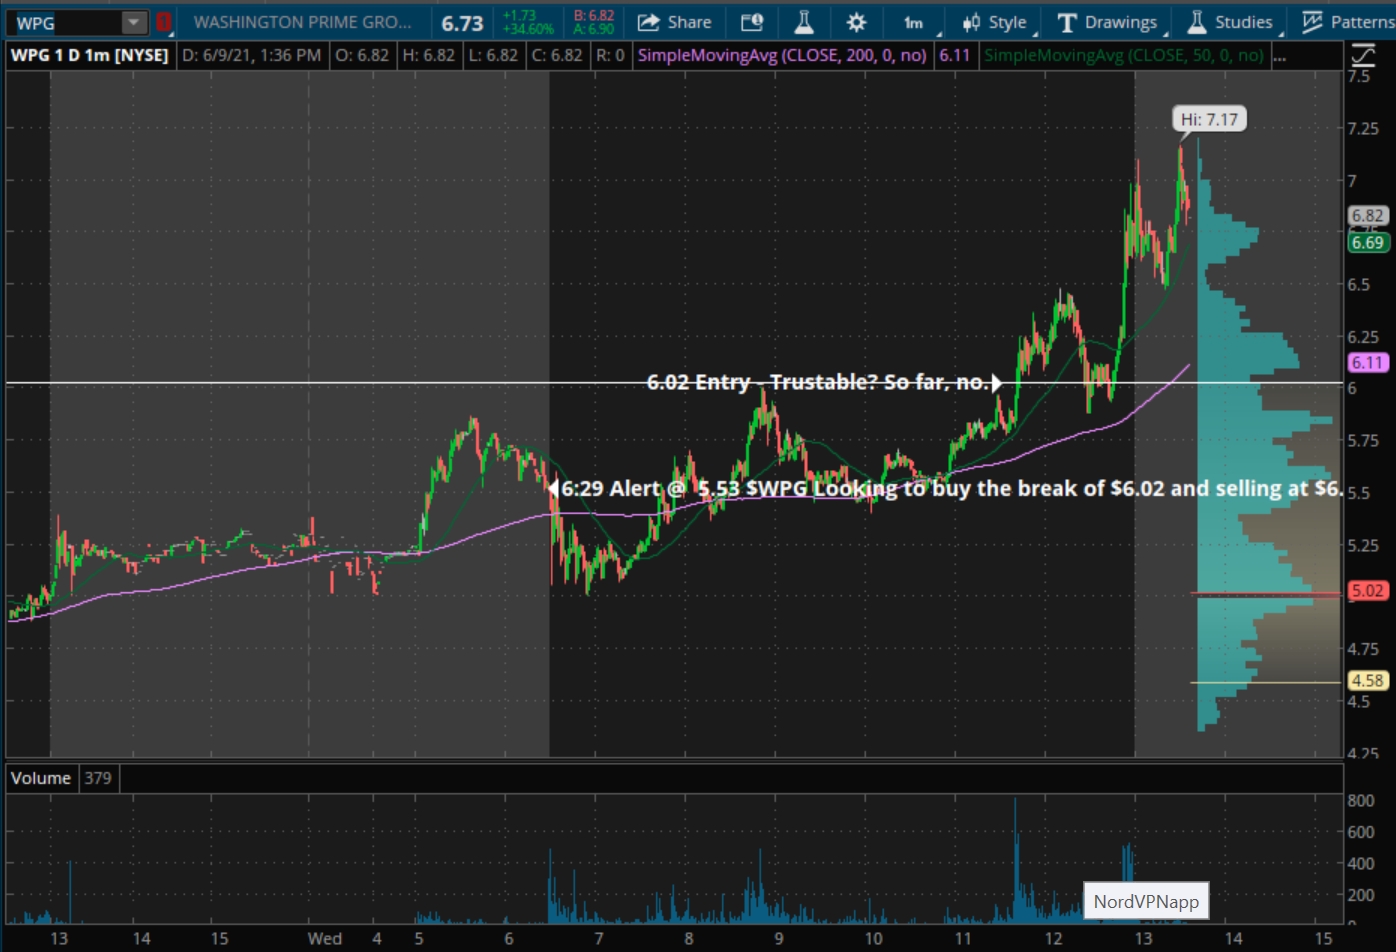 WPG 1 WASHINGTON PRIME GRO... 6.73 +1.73 B: 6.82 Share 1m Style Drawings Studies Patterns
+34.60% A: 6.90
WPG 1 D 1m [NYSE] D: 6/9/21, 1:36 PM O: 6.82 H: 6.82 L: 6.82 C: 6.82 R: 0 SimpleMovingAvg (CLOSE, 200, 0, no) 6.11 SimpleMovingAvg (CLOSE, 50, 0, no) ...
7.5
Hi: 7.17
7.25
7
6.82
6.69
6.5
6.25
6.11
6.02 Entry - Trustable? So far, no.
6
5.75
6:29 Alert @ 5.53 $WPG Looking to buy the break of $6.02 and selling at $6.
5.5
5.25
5.02
4.75
4.58
4.5
4.25
Volume 379
800
600
400
200
NordVPNapp
0
13 14 15 Wed 4 5 6 7 8 9 10 11 12 13 14 15